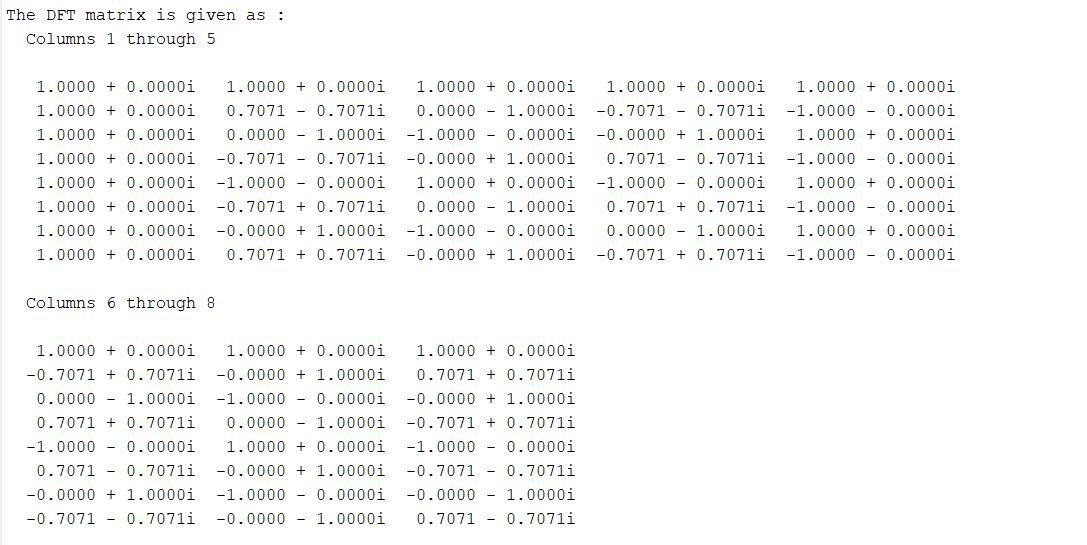 The DFT matrix is given as :
Columns 1 through 5
1.0000 + 0.0000i 1.0000 + 0.0000i 1.0000 + 0.0000i 1.0000 + 0.0000i 1.0000 + 0.0000i
1.0000 + 0.0000i 0.7071 - 0.7071i 0.0000 - 1.0000i -0.7071 - 0.7071i -1.0000 - 0.0000i
1.0000 + 0.0000i 0.0000 - 1.0000i -1.0000 - 0.0000i -0.0000 + 1.0000i 1.0000 + 0.0000i
1.0000 + 0.0000i -0.7071 - 0.7071i -0.0000 + 1.0000i 0.7071 - 0.7071i -1.0000 - 0.0000i
1.0000 + 0.0000i -1.0000 - 0.0000i 1.0000 + 0.0000i -1.0000 - 0.0000i 1.0000 + 0.0000i
1.0000 + 0.0000i -0.7071 + 0.7071i 0.0000 - 1.0000i 0.7071 + 0.7071i -1.0000 - 0.0000i
1.0000 + 0.0000i -0.0000 + 1.0000i -1.0000 - 0.0000i 0.0000 - 1.0000i 1.0000 + 0.0000i
1.0000 + 0.0000i 0.7071 + 0.7071i -0.0000 + 1.0000i -0.7071 + 0.7071i -1.0000 - 0.0000i
Columns 6 through 8
1.0000 + 0.0000i 1.0000 + 0.0000i 1.0000 + 0.0000i
-0.7071 + 0.7071i -0.0000 + 1.0000i 0.7071 + 0.7071i
0.0000 - 1.0000i -1.0000 - 0.0000i -0.0000 + 1.0000i
0.7071 + 0.7071i 0.0000 - 1.0000i -0.7071 + 0.7071i
-1.0000 - 0.0000i 1.0000 + 0.0000i -1.0000 - 0.0000i
0.7071 - 0.7071i -0.0000 + 1.0000i -0.7071 - 0.7071i
-0.0000 + 1.0000i -1.0000 - 0.0000i -0.0000 - 1.0000i
-0.7071 - 0.7071i -0.0000 - 1.0000i 0.7071 - 0.7071i